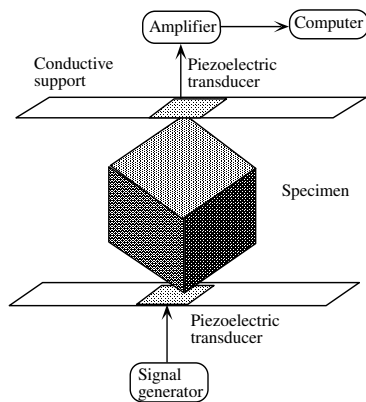 Amplifier
Computer
Conductive
support
Piezoelectric
transducer
Specimen
Piezoelectric
transducer
Signal
generator